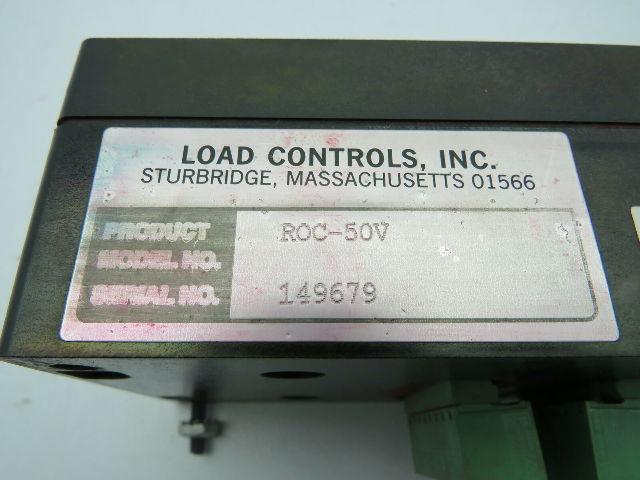 LOAD CONTROLS, INC.
STURBRIDGE, MASSACHUSETTS 01566
PRODUCT ROC-50V
MODEL NO.
SERIAL NO. 149679